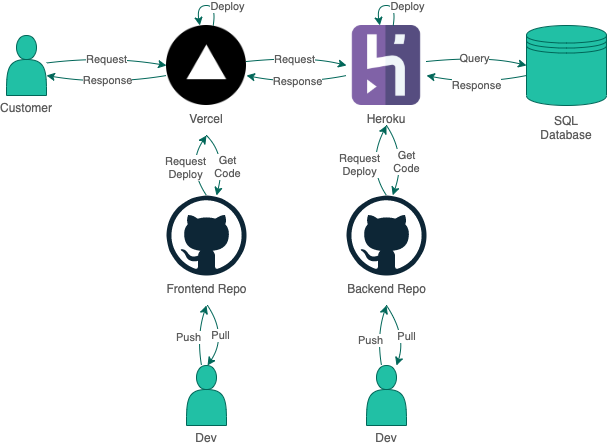 Deploy
Deploy
Request
Response
Request
Response
Query
Response
Customer
Vercel
Heroku
SQL
Database
Request
Deploy
Get
Code
Request
Deploy
Get
Code
Frontend Repo
Backend Repo
Push
Pull
Push
Pull
Dev
Dev